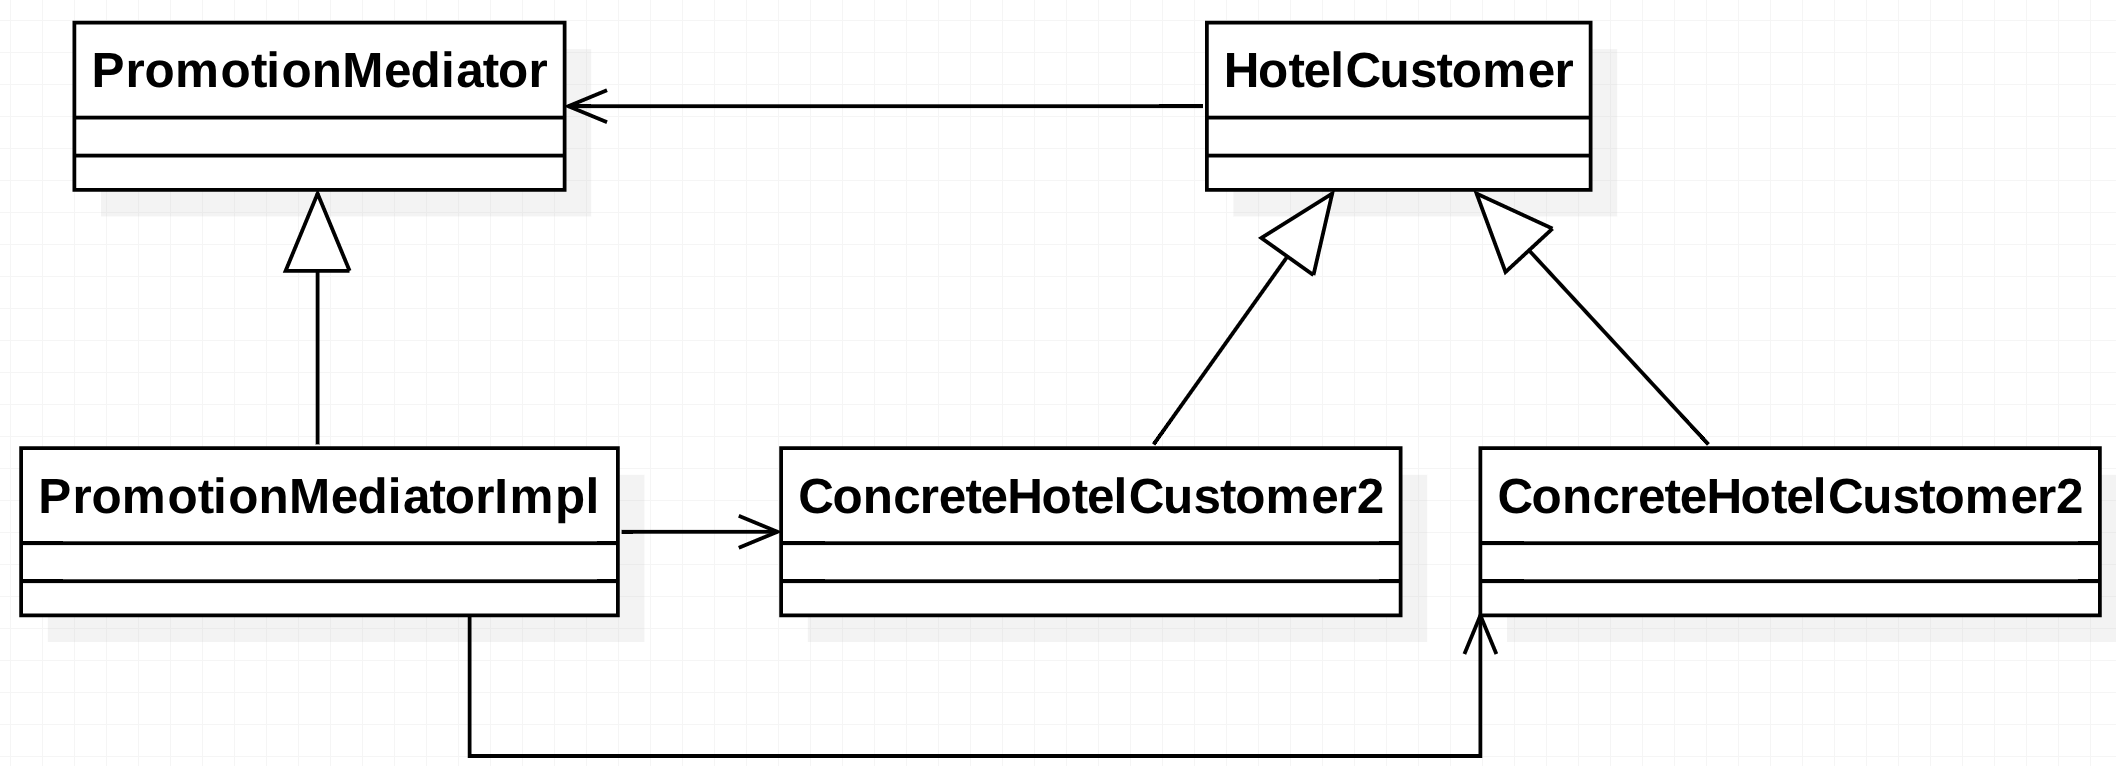 PromotionMediator
HotelCustomer
PromotionMediatorImpl
ConcreteHotelCustomer2
ConcreteHotelCustomer2